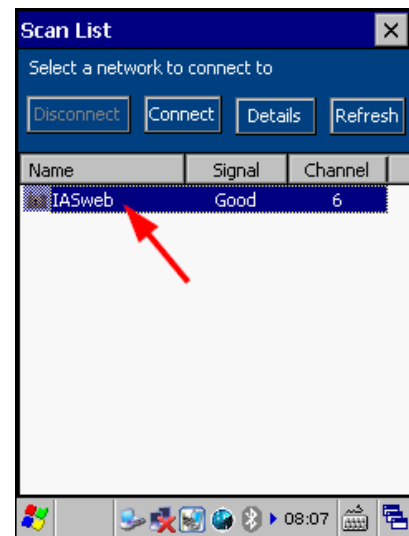 Scan List
Select a network to connect to
Disconnect Connect Details Refresh
Name Signal Channel
IASweb Good 6
08:07